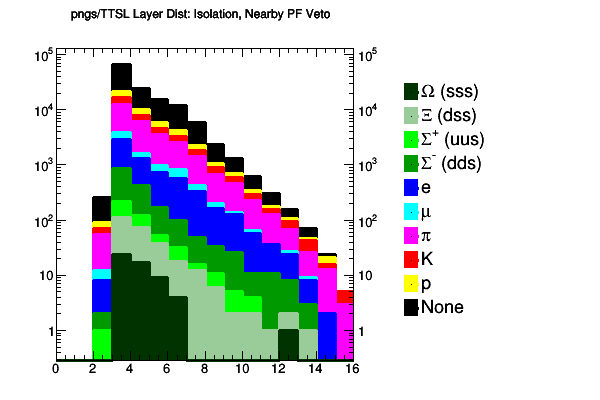 pngs/TTSL Layer Dist: Isolation, Nearby PF Veto
10⁵ 10⁵
10⁴ 10⁴
10³ 10³
10² 10²
10 10
1 1
0 2 4 6 8 10 12 14 16
Ω (sss)
Ξ (dss)
Σ⁺ (uus)
Σ⁻ (dds)
e
μ
π
K
p
None